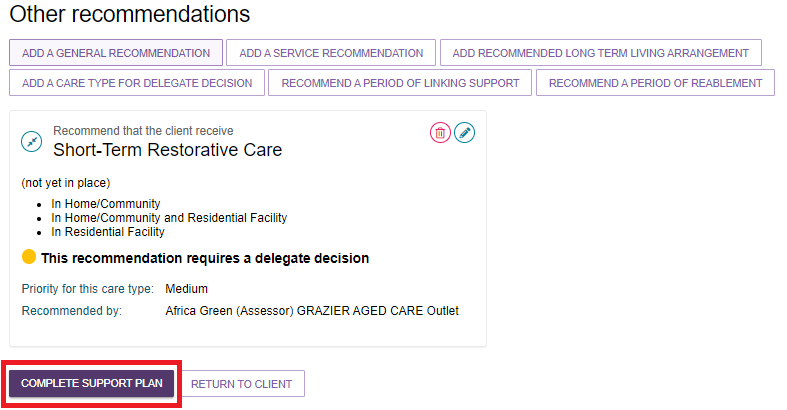 Other recommendations
ADD A GENERAL RECOMMENDATION
ADD A SERVICE RECOMMENDATION
ADD RECOMMENDED LONG TERM LIVING ARRANGEMENT
ADD A CARE TYPE FOR DELEGATE DECISION
RECOMMEND A PERIOD OF LINKING SUPPORT
RECOMMEND A PERIOD OF REABLEMENT
Recommend that the client receive
Short-Term Restorative Care
(not yet in place)
In Home/Community
In Home/Community and Residential Facility
In Residential Facility
This recommendation requires a delegate decision
Priority for this care type: Medium
Recommended by: Africa Green (Assessor) GRAZIER AGED CARE Outlet
COMPLETE SUPPORT PLAN
RETURN TO CLIENT